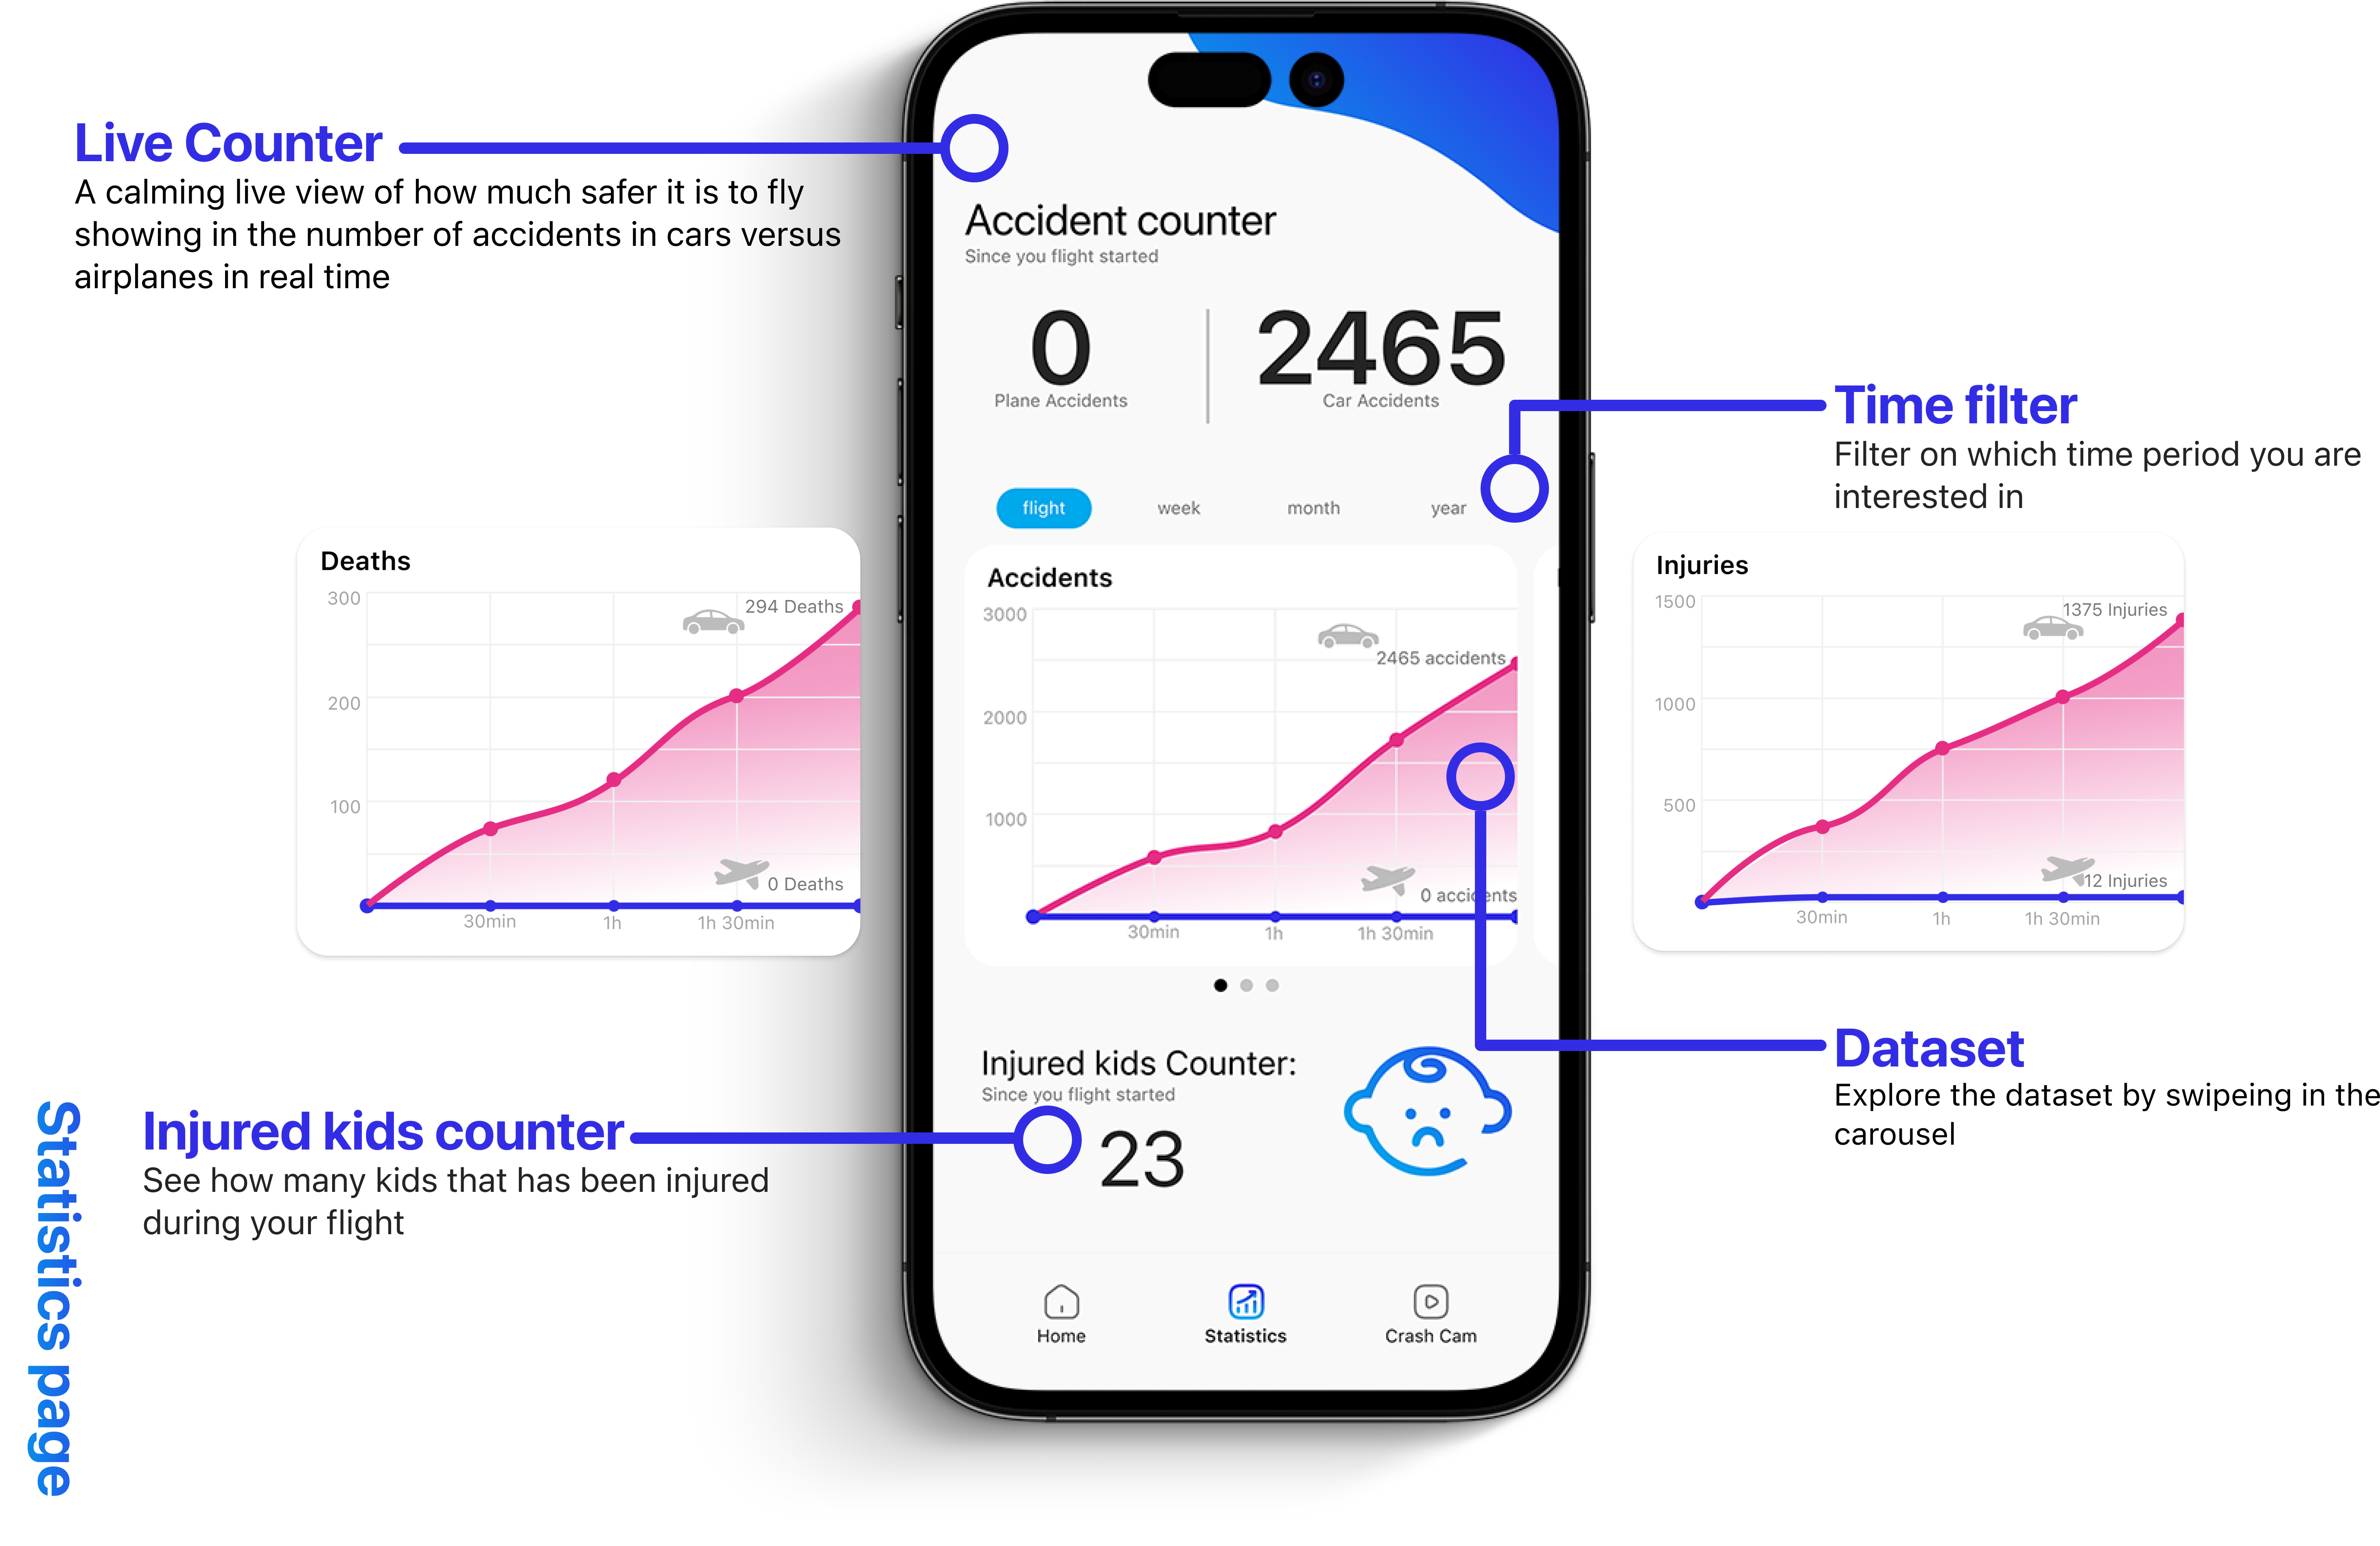 Live Counter
A calming live view of how much safer it is to fly
showing in the number of accidents in cars versus
airplanes in real time
Accident counter
Since you flight started
0
Plane Accidents
2465
Car Accidents
Time filter
Filter on which time period you are
interested in
flight week month year
Deaths
300
200
100
294 Deaths
0 Deaths
30min 1h 1h 30min
Accidents
3000
2000
1000
2465 accidents
0 accidents
30min 1h 1h 30min
Injuries
1500
1000
500
1375 Injuries
12 Injuries
30min 1h 1h 30min
Dataset
Explore the dataset by swipeing in the
carousel
Injured kids Counter:
Since you flight started
23
Injured kids counter
See how many kids that has been injured
during your flight
Home Statistics Crash Cam
Statistics page